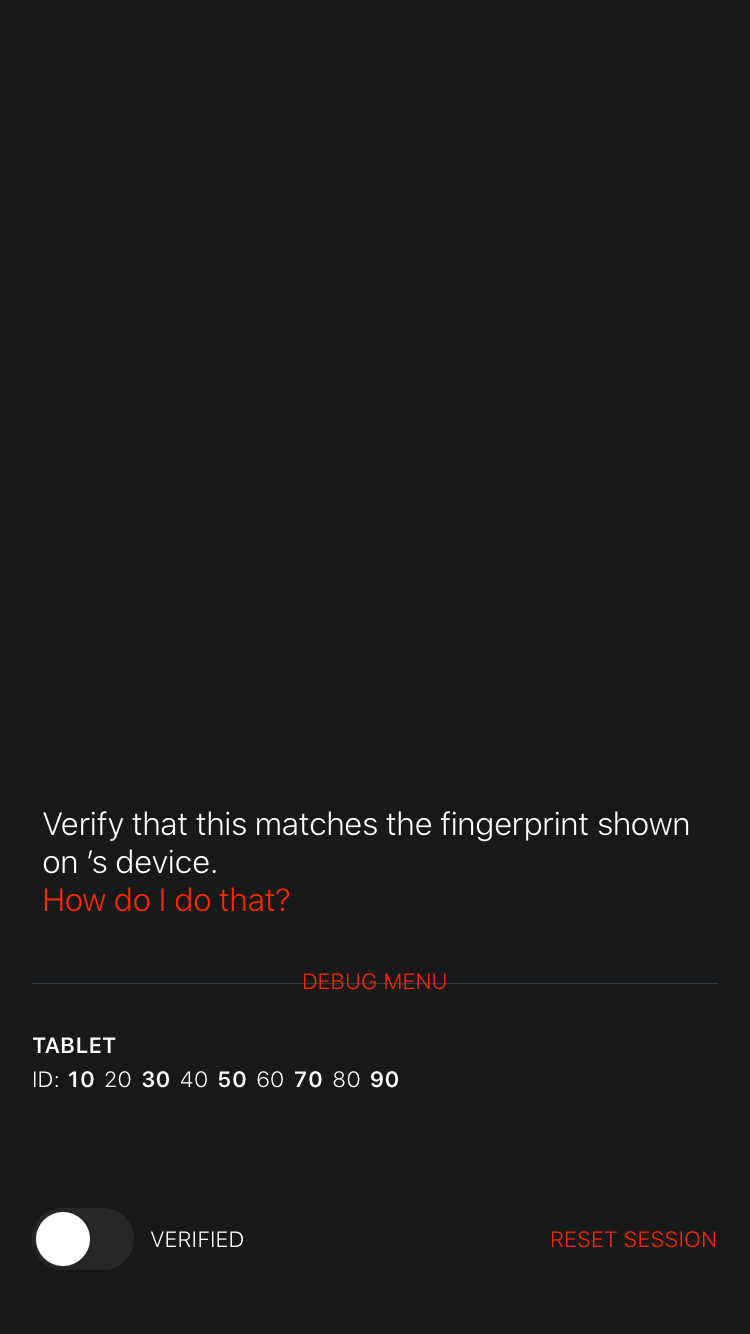 Verify that this matches the fingerprint shown
on ’s device.
How do I do that?
DEBUG MENU
TABLET
ID: 10 20 30 40 50 60 70 80 90
VERIFIED
RESET SESSION